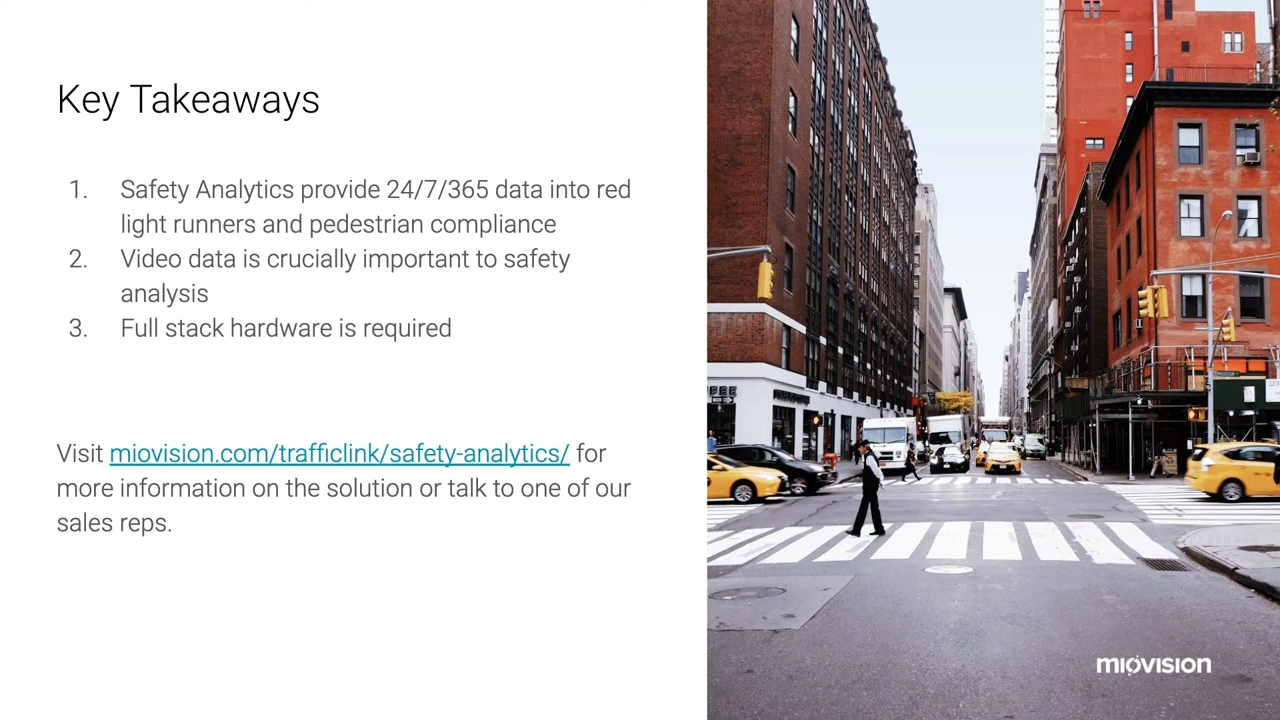 Key Takeaways
1. Safety Analytics provide 24/7/365 data into red
light runners and pedestrian compliance
2. Video data is crucially important to safety
analysis
3. Full stack hardware is required
Visit miovision.com/trafficlink/safety-analytics/ for
more information on the solution or talk to one of our
sales reps.
miovision